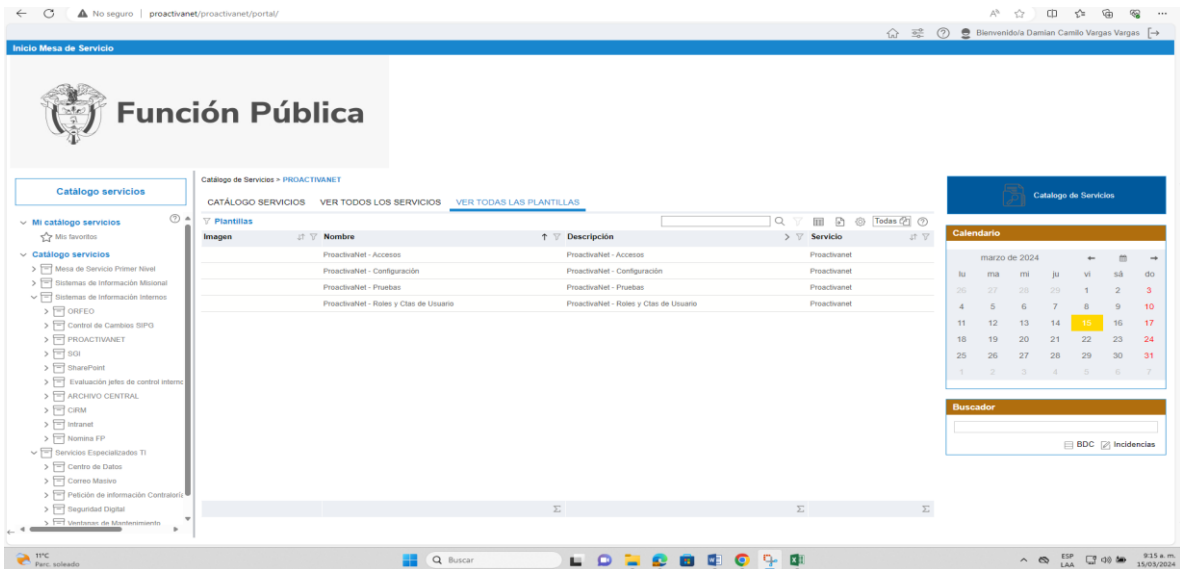 No seguro | proactivanet/proactivanet/portal/
Bienvenido/a Damian Camilo Vargas Vargas
Inicio Mesa de Servicio
Función Pública
Catálogo servicios
Mi catálogo servicios
Mis favoritos
Catálogo servicios
Mesa de Servicio Primer Nivel
Sistemas de Información Misional
Sistemas de Información Internos
ORFEO
Control de Cambios SIPG
PROACTIVANET
SGI
SharePoint
Evaluación jefes de control interno
ARCHIVO CENTRAL
CIRM
Intranet
Nomina FP
Servicios Especializados TI
Centro de Datos
Correo Masivo
Petición de información Contraloría
Seguridad Digital
Ventanas de Mantenimiento
Catálogo de Servicios > PROACTIVANET
CATÁLOGO SERVICIOS VER TODOS LOS SERVICIOS VER TODAS LAS PLANTILLAS
Plantillas Todas
Imagen Nombre Descripción Servicio
ProactivaNet - Accesos ProactivaNet - Accesos Proactivanet
ProactivaNet - Configuración ProactivaNet - Configuración Proactivanet
ProactivaNet - Pruebas ProactivaNet - Pruebas Proactivanet
ProactivaNet - Roles y Ctas de Usuario ProactivaNet - Roles y Ctas de Usuario Proactivanet
Σ Σ Σ
Catalogo de Servicios
Calendario
marzo de 2024
lu ma mi ju vi sá do
26 27 28 29 1 2 3
4 5 6 7 8 9 10
11 12 13 14 15 16 17
18 19 20 21 22 23 24
25 26 27 28 29 30 31
1 2 3 4 5 6 7
Buscador
BDC Incidencias
11°C
Parc. soleado
Buscar
ESP
LAA
9:15 a. m.
15/03/2024